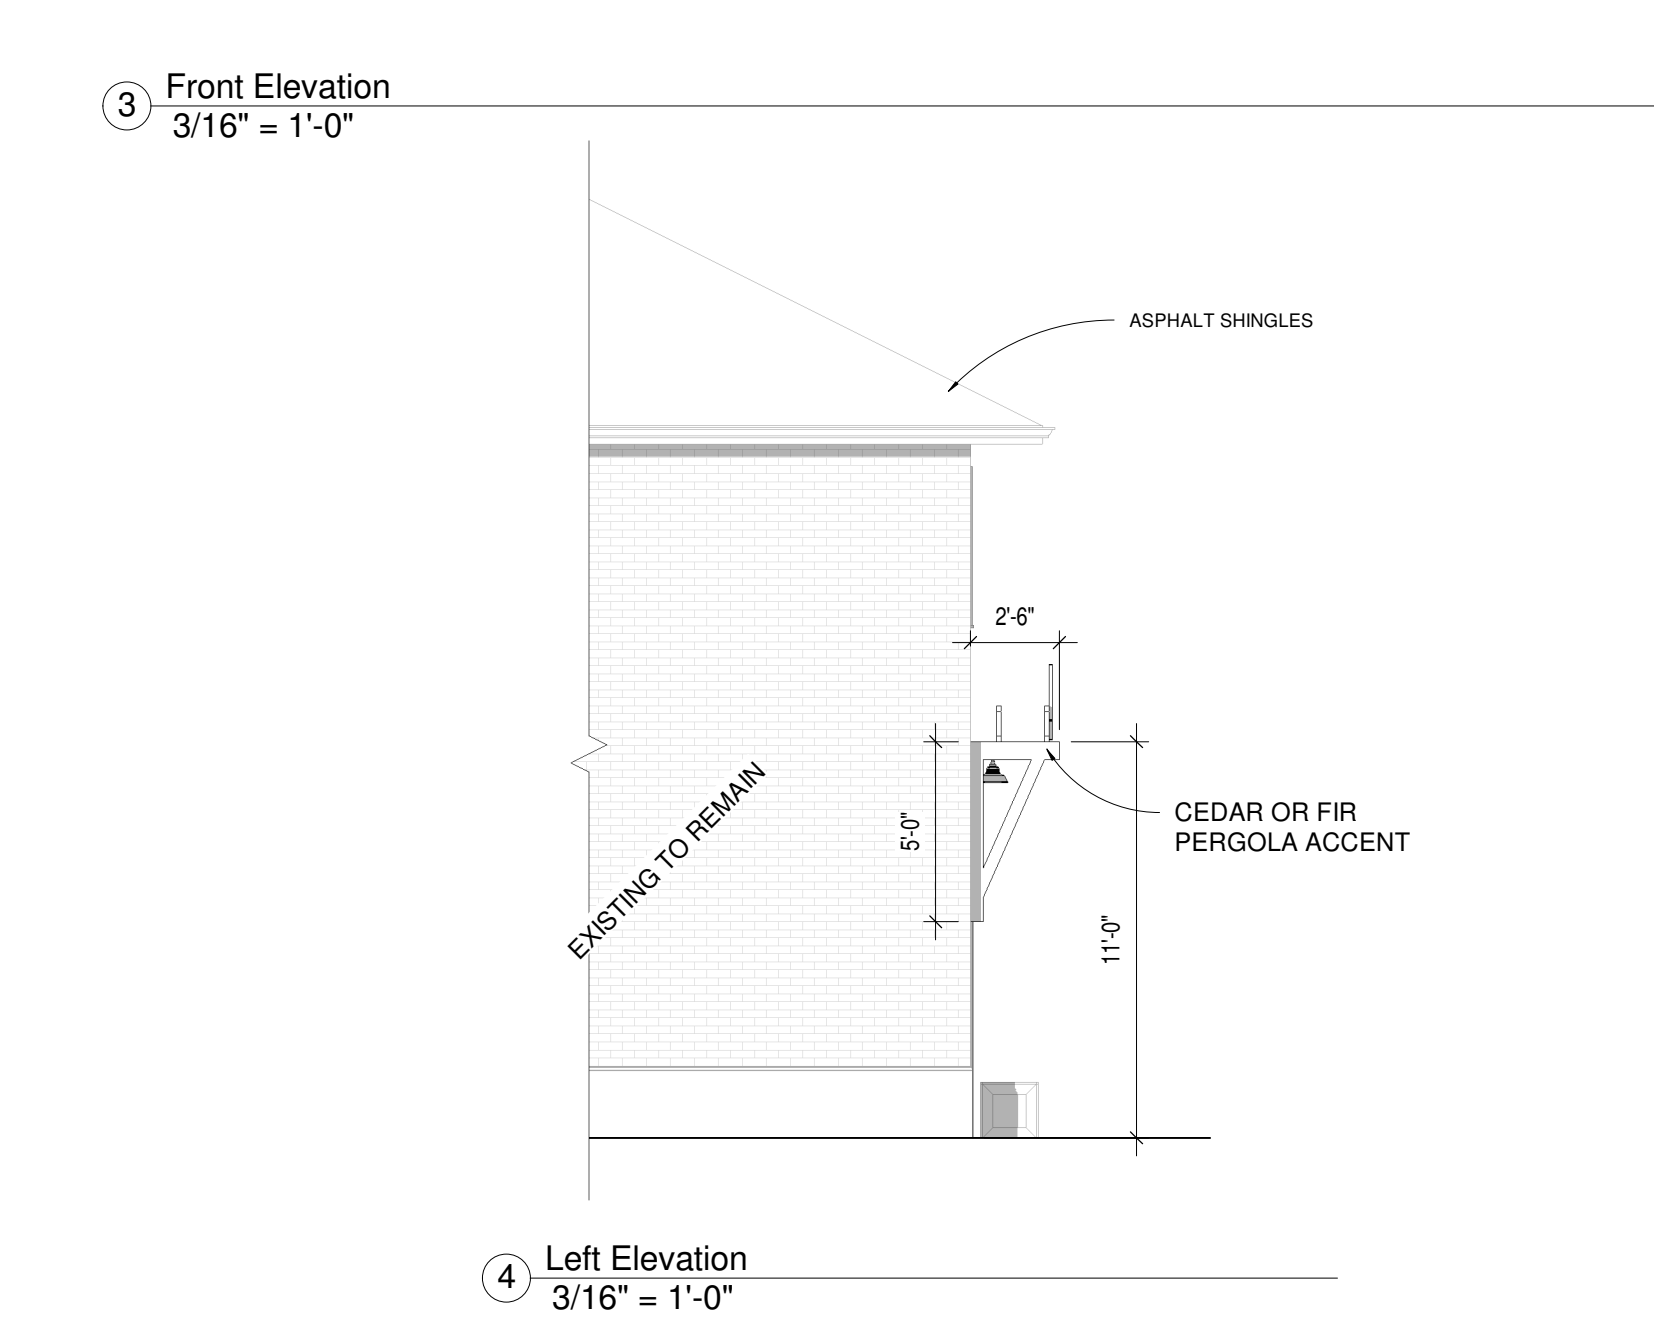 3
Front Elevation
3/16" = 1'-0"
ASPHALT SHINGLES
2'-6"
5'-0"
EXISTING TO REMAIN
CEDAR OR FIR
PERGOLA ACCENT
11'-0"
4
Left Elevation
3/16" = 1'-0"